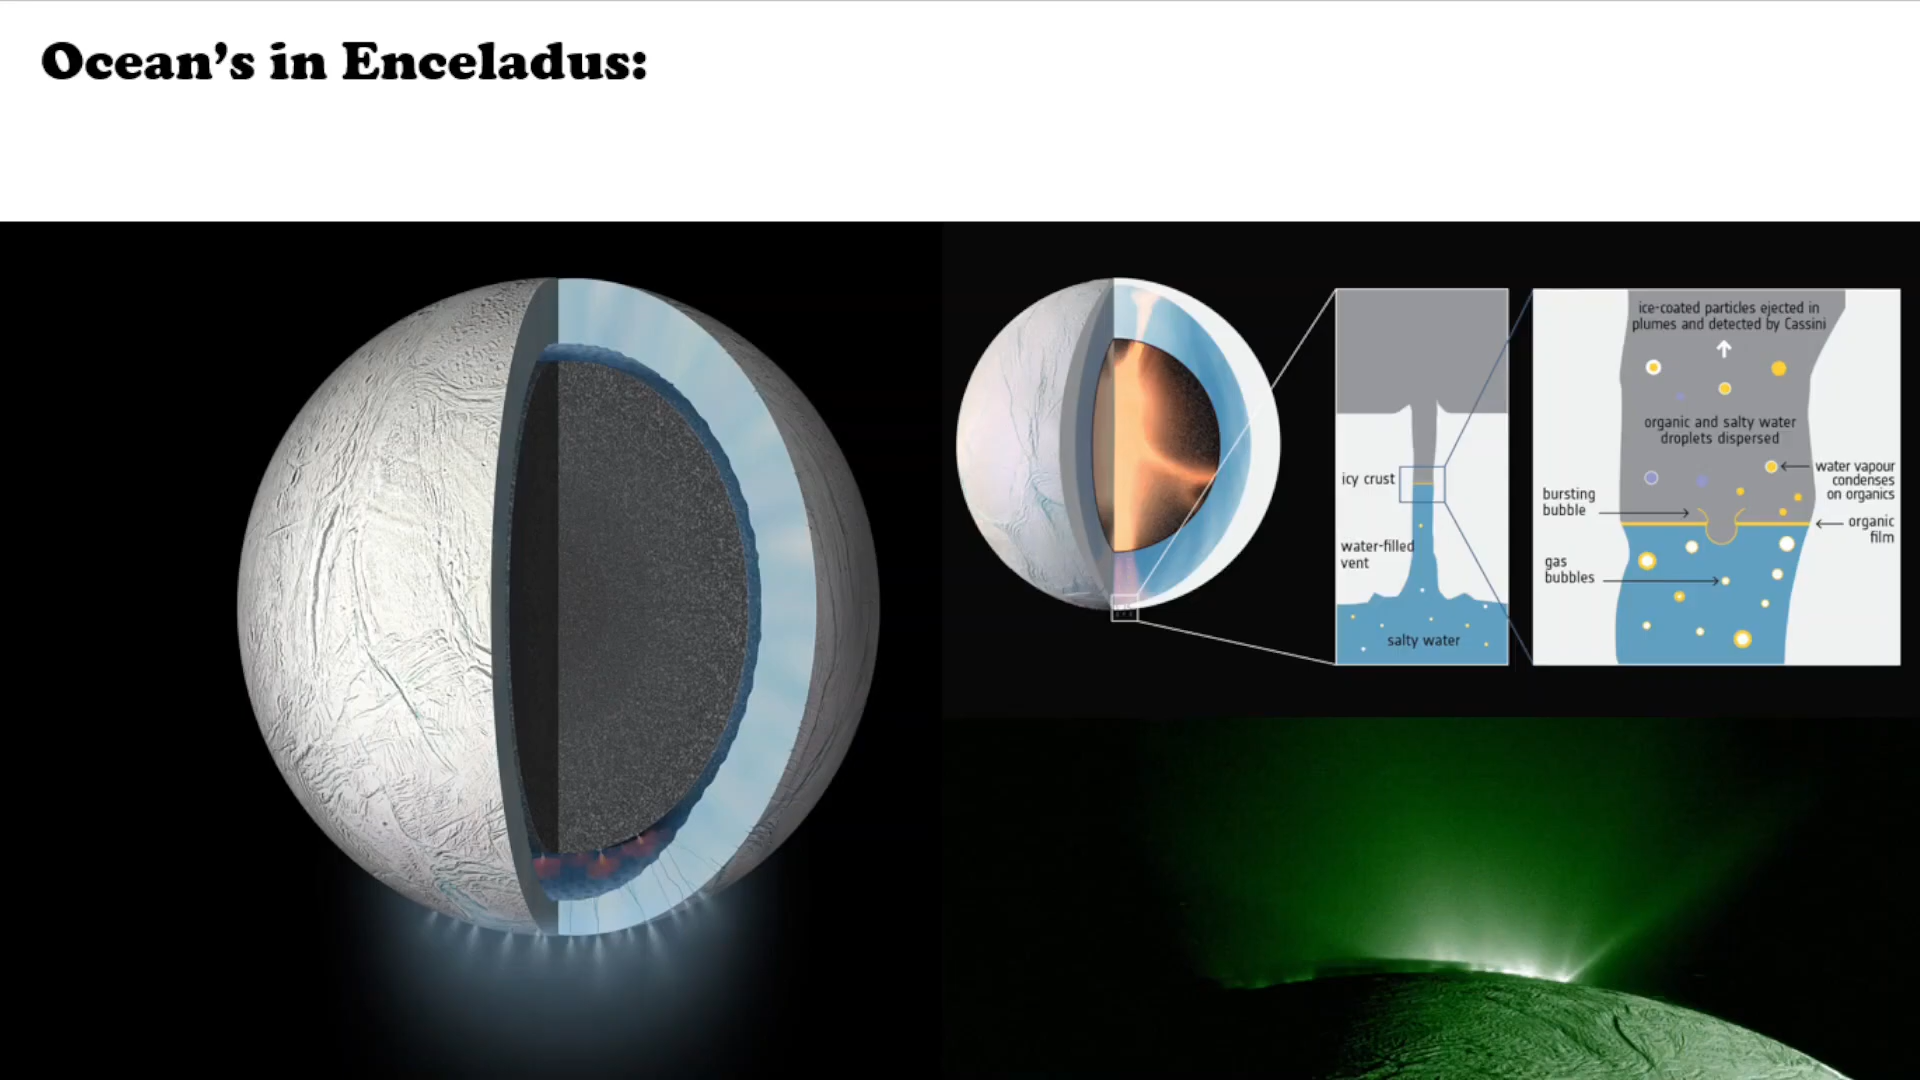 Ocean's in Enceladus:
icy crust
water-filled
vent
salty water
ice-coated particles ejected in
plumes and detected by Cassini
organic and salty water
droplets dispersed
water vapour
condenses
on organics
bursting
bubble
organic
film
gas
bubbles